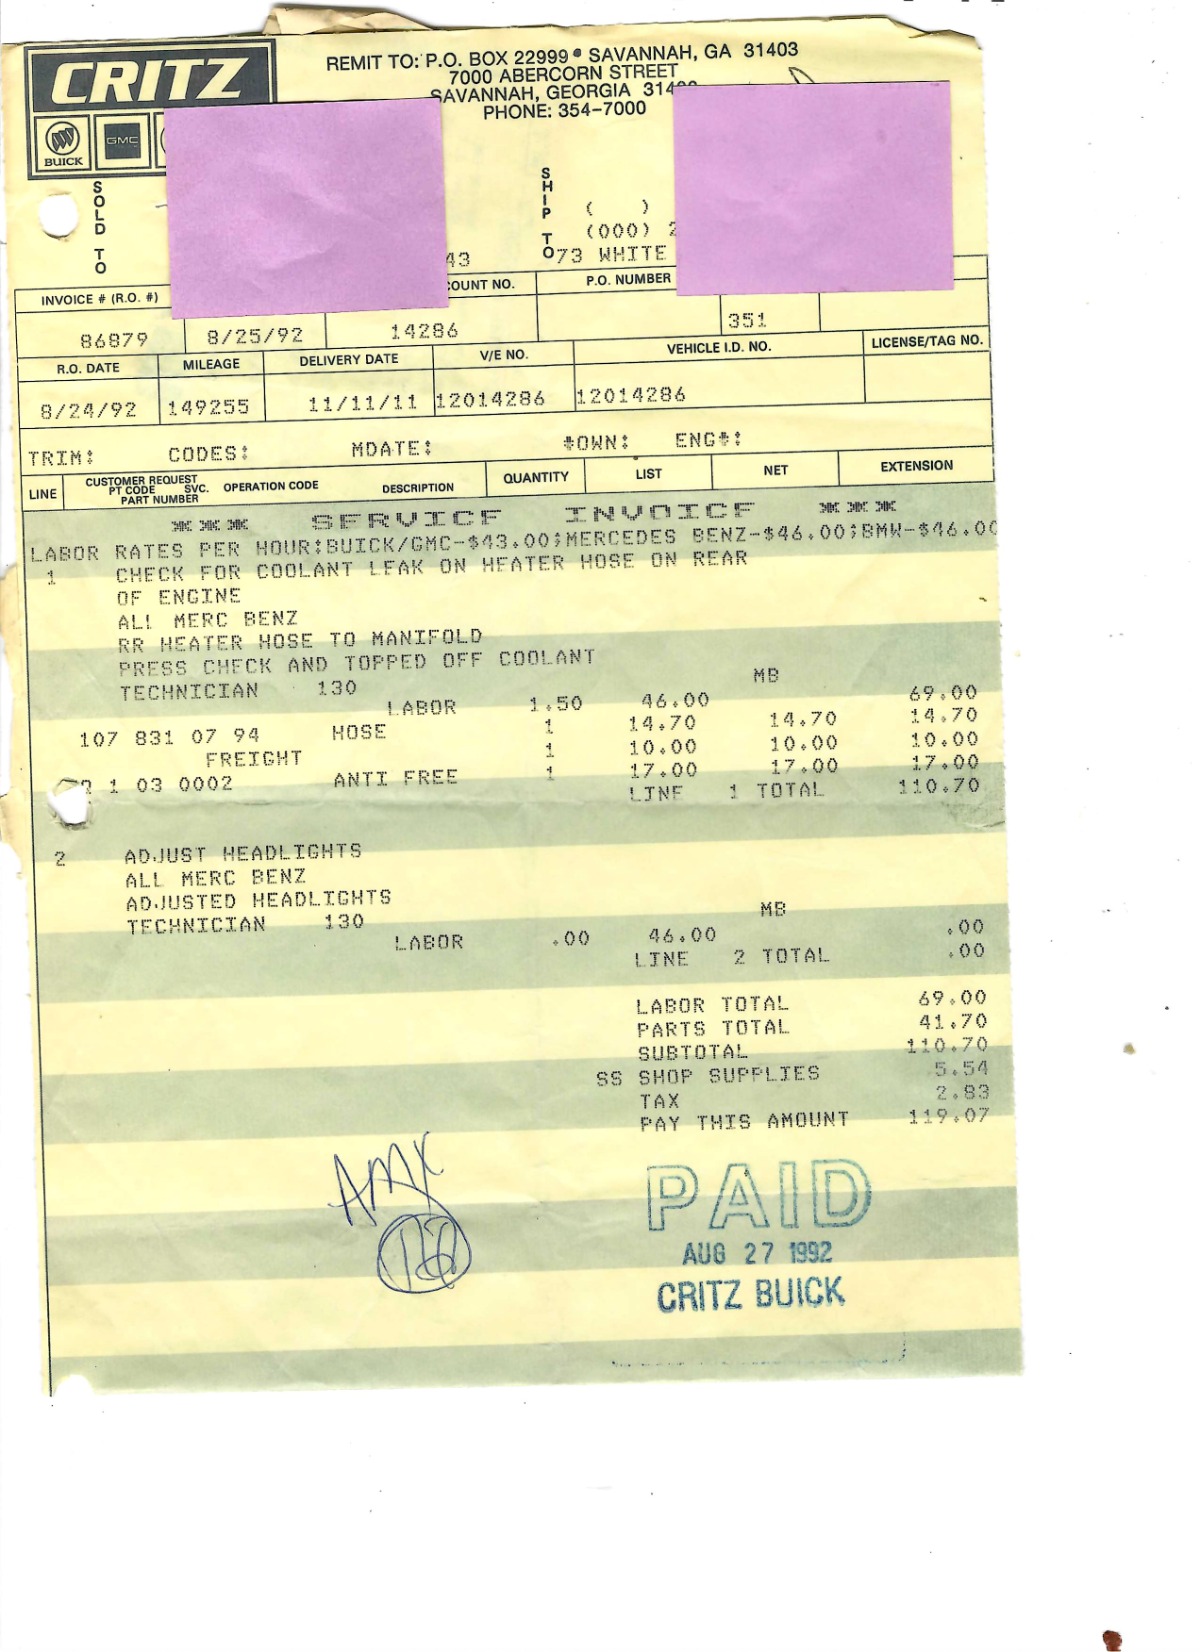 CRITZ
BUICK
GMC
REMIT TO: P.O. BOX 22999 • SAVANNAH, GA 31403
7000 ABERCORN STREET
SAVANNAH, GEORGIA
PHONE: 354-7000
SOLD TO
SHIP TO
( )
(000) 2
43
73 WHITE
INVOICE # (R.O. #) OUNT NO. P.O. NUMBER
86879 8/25/92 14286 351
R.O. DATE MILEAGE DELIVERY DATE V/E NO. VEHICLE I.D. NO. LICENSE/TAG NO.
8/24/92 149255 11/11/11 12014286 12014286
TRIM: CODES: MDATE: #OWN: ENG#:
LINE CUSTOMER REQUEST PT CODE SVC. PART NUMBER OPERATION CODE DESCRIPTION QUANTITY LIST NET EXTENSION
*** SERVICE INVOICE ***
LABOR RATES PER HOUR:BUICK/GMC-$43.00;MERCEDES BENZ-$46.00;BMW-$46.00
1 CHECK FOR COOLANT LEAK ON HEATER HOSE ON REAR
OF ENGINE
ALL MERC BENZ
RR HEATER HOSE TO MANIFOLD
PRESS CHECK AND TOPPED OFF COOLANT
TECHNICIAN 130 MB
LABOR 1.50 46.00 69.00
107 831 07 94 HOSE 1 14.70 14.70 14.70
FREIGHT 1 10.00 10.00 10.00
1 03 0002 ANTI FREE 1 17.00 17.00 17.00
LINE 1 TOTAL 110.70
2 ADJUST HEADLIGHTS
ALL MERC BENZ
ADJUSTED HEADLIGHTS
TECHNICIAN 130 MB
LABOR .00 46.00 .00
LINE 2 TOTAL .00
LABOR TOTAL 69.00
PARTS TOTAL 41.70
SUBTOTAL 110.70
SS SHOP SUPPLIES 5.54
TAX 2.83
PAY THIS AMOUNT 119.07
AMX
PAID
AUG 27 1992
CRITZ BUICK